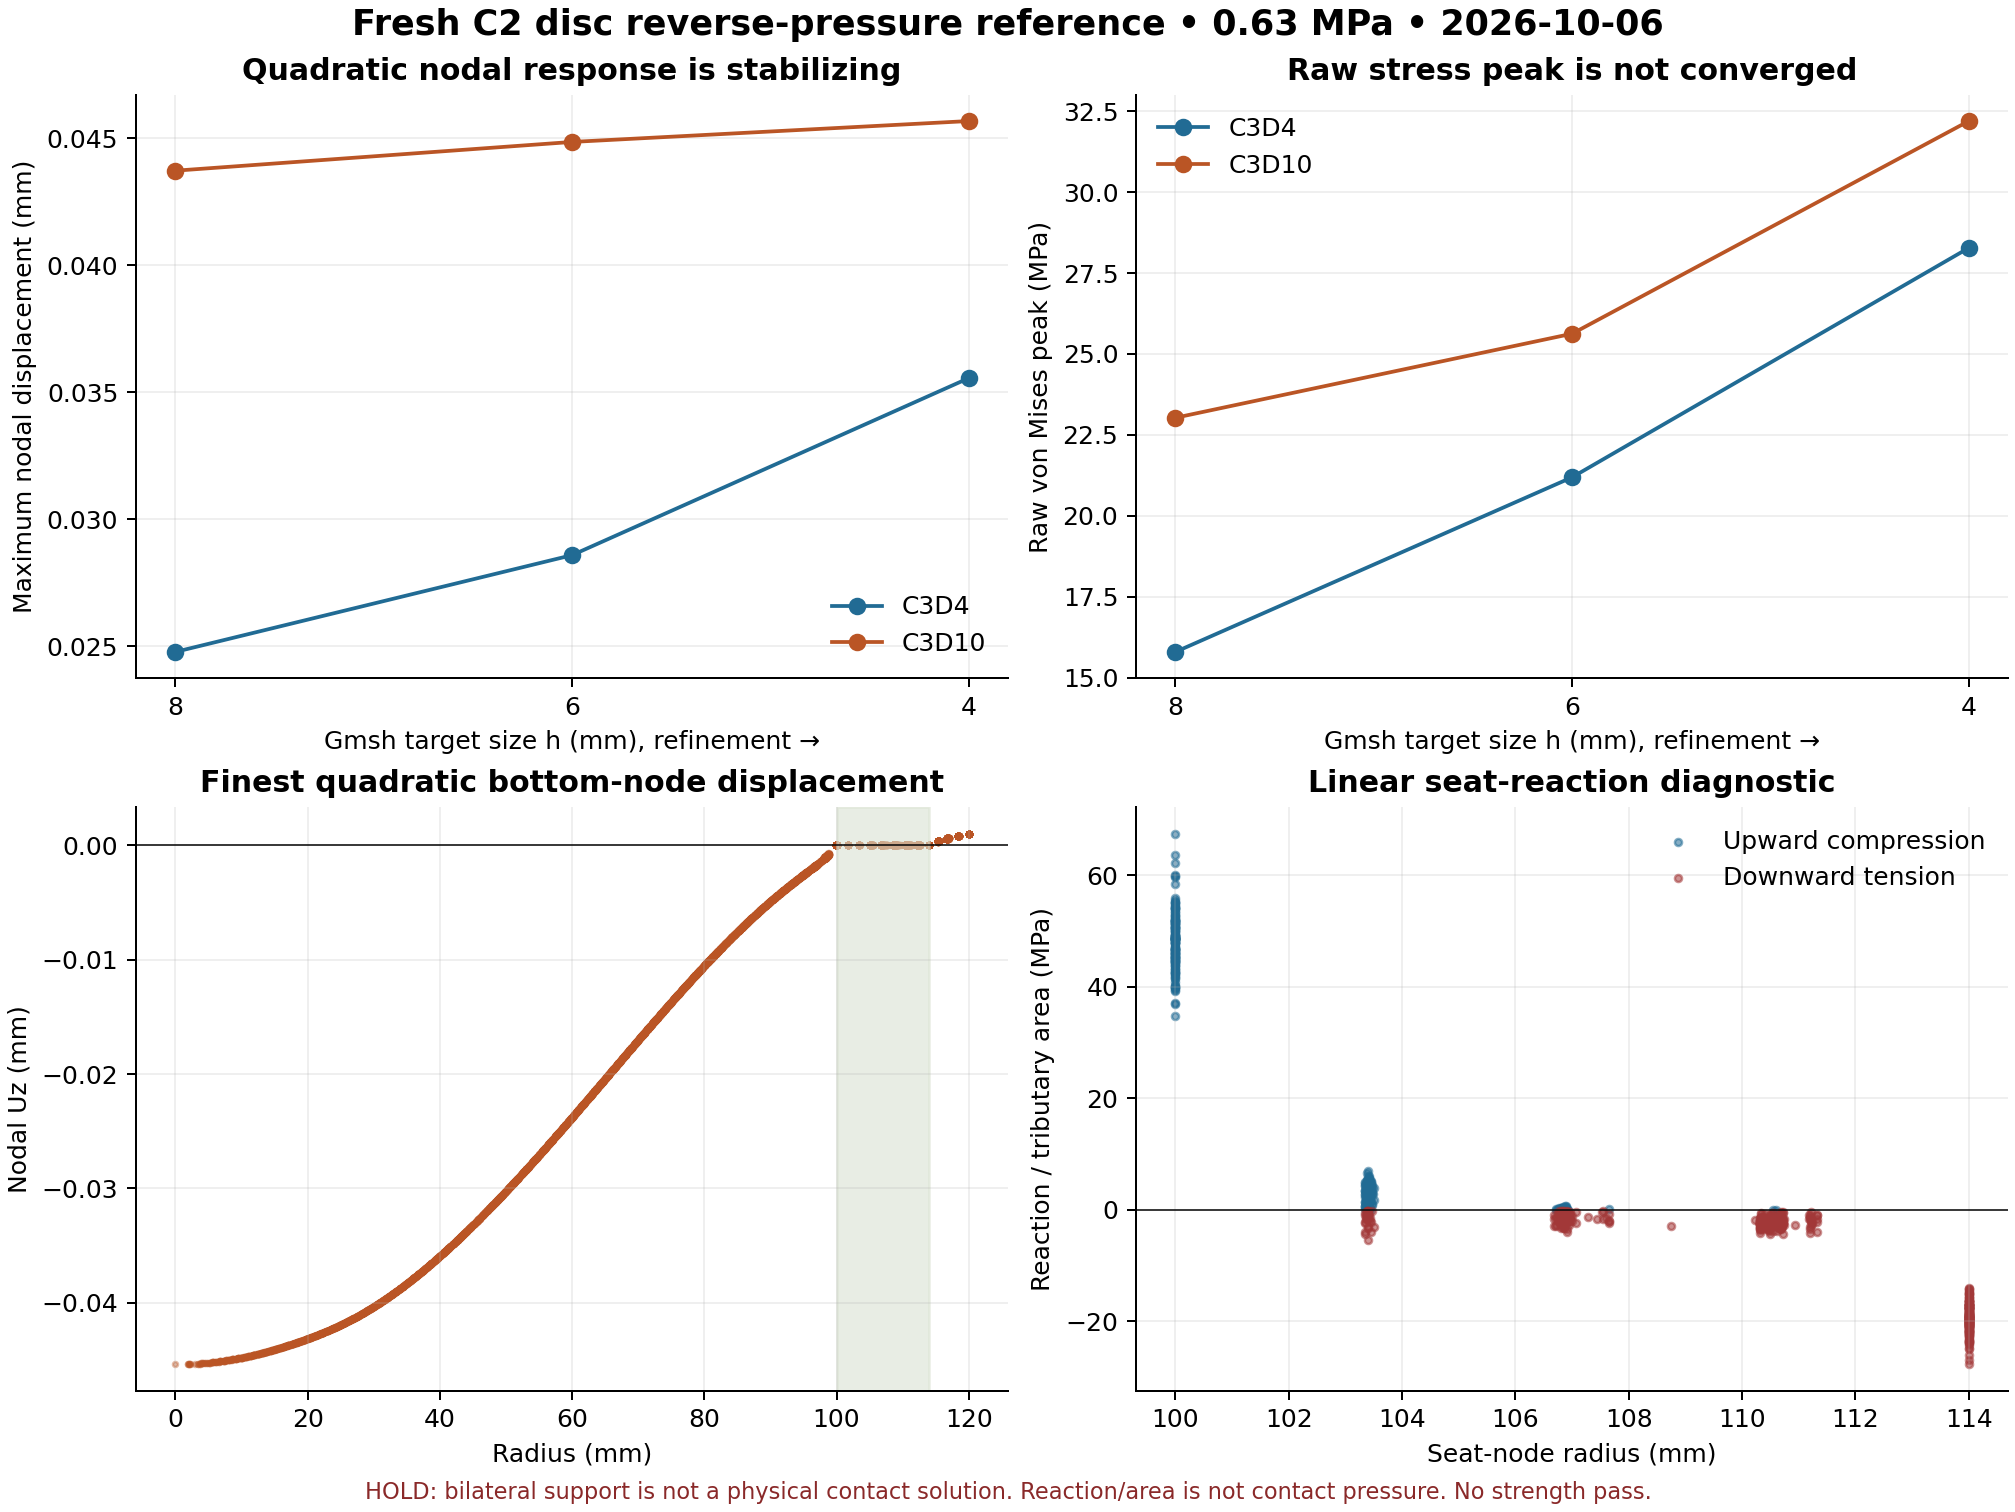 Fresh C2 disc reverse-pressure reference • 0.63 MPa • 2026-10-06
Quadratic nodal response is stabilizing
Maximum nodal displacement (mm)
0.045
0.040
0.035
0.030
0.025
C3D4
C3D10
8 6 4
Gmsh target size h (mm), refinement →
Raw stress peak is not converged
Raw von Mises peak (MPa)
32.5
30.0
27.5
25.0
22.5
20.0
17.5
15.0
C3D4
C3D10
8 6 4
Gmsh target size h (mm), refinement →
Finest quadratic bottom-node displacement
Nodal Uz (mm)
0.00
−0.01
−0.02
−0.03
−0.04
0 20 40 60 80 100 120
Radius (mm)
Linear seat-reaction diagnostic
Reaction / tributary area (MPa)
60
40
20
0
−20
Upward compression
Downward tension
100 102 104 106 108 110 112 114
Seat-node radius (mm)
HOLD: bilateral support is not a physical contact solution. Reaction/area is not contact pressure. No strength pass.